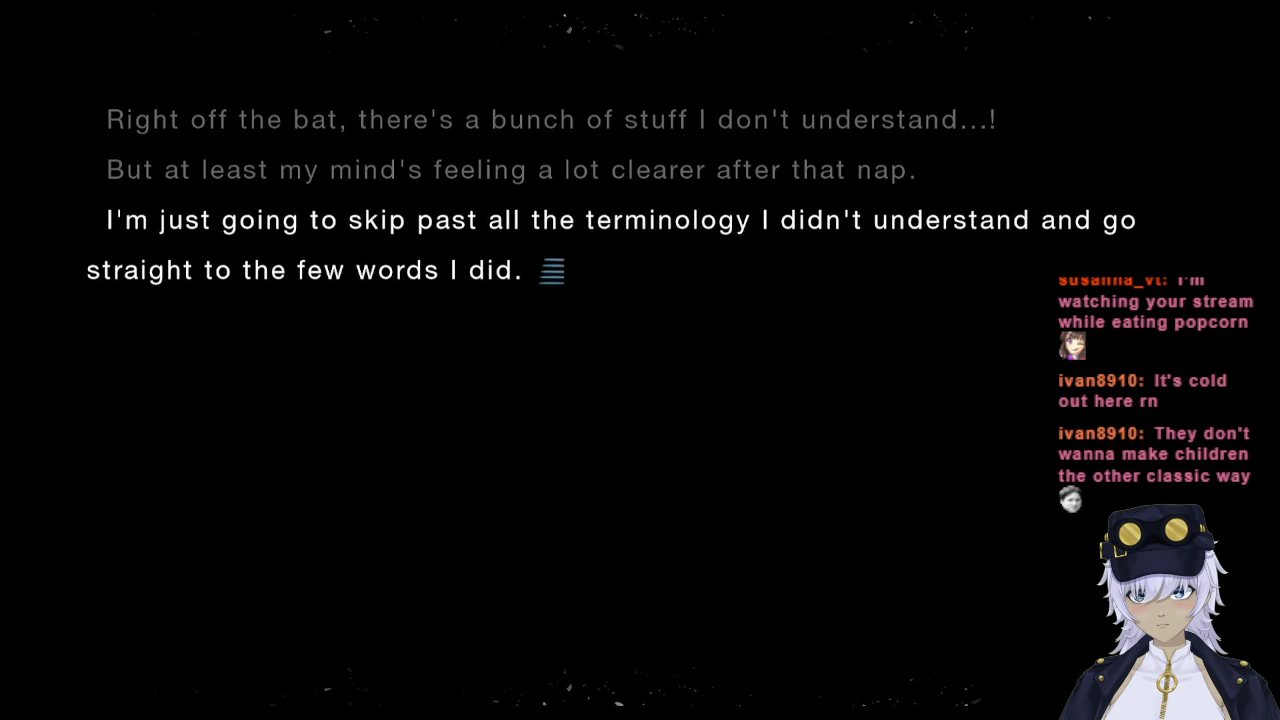 Right off the bat, there's a bunch of stuff I don't understand...!
But at least my mind's feeling a lot clearer after that nap.
I'm just going to skip past all the terminology I didn't understand and go
straight to the few words I did.
susanna_vt: I'm
watching your stream
while eating popcorn
ivan8910: It's cold
out here rn
ivan8910: They don't
wanna make children
the other classic way